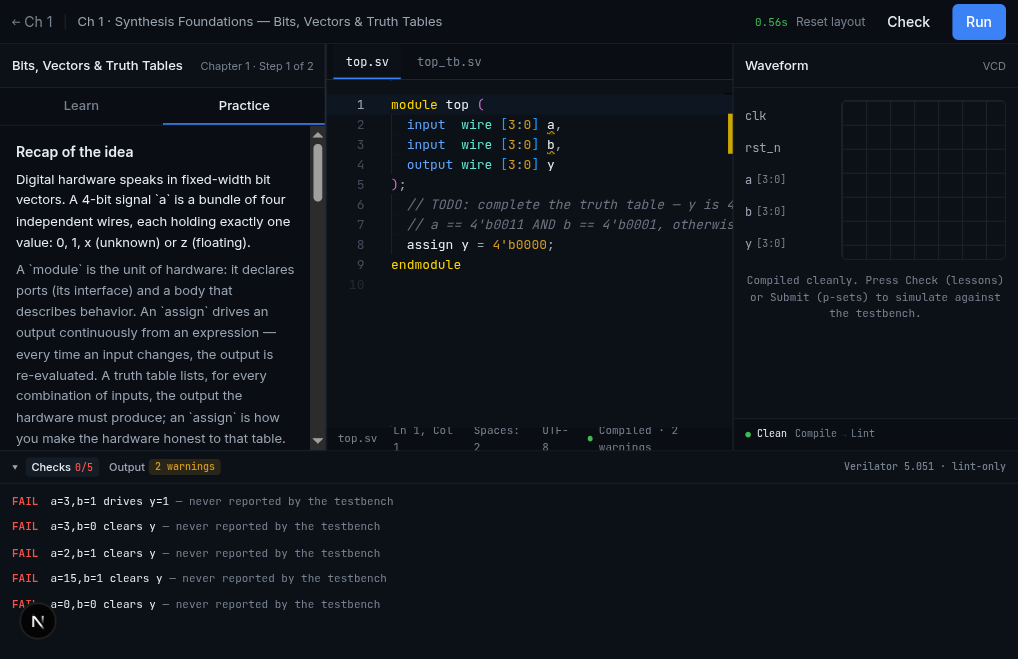 ← Ch 1
Ch 1 · Synthesis Foundations — Bits, Vectors & Truth Tables
0.56s
Reset layout
Check
Run
Bits, Vectors & Truth Tables
Chapter 1 · Step 1 of 2
Learn
Practice
Recap of the idea
Digital hardware speaks in fixed-width bit
vectors. A 4-bit signal `a` is a bundle of four
independent wires, each holding exactly one
value: 0, 1, x (unknown) or z (floating).
A `module` is the unit of hardware: it declares
ports (its interface) and a body that
describes behavior. An `assign` drives an
output continuously from an expression —
every time an input changes, the output is
re-evaluated. A truth table lists, for every
combination of inputs, the output the
hardware must produce; an `assign` is how
you make the hardware honest to that table.
top.sv
top_tb.sv
1 module top (
2 input  wire [3:0] a,
3 input  wire [3:0] b,
4 output wire [3:0] y
5 );
6 // TODO: complete the truth table — y is 4
7 // a == 4'b0011 AND b == 4'b0001, otherwis
8 assign y = 4'b0000;
9 endmodule
10
top.sv
Ln 1, Col
1
Spaces:
2
UTF-
8
Compiled · 2
warnings
Waveform
VCD
clk
rst_n
a [3:0]
b [3:0]
y [3:0]
Compiled cleanly. Press Check (lessons)
or Submit (p-sets) to simulate against
the testbench.
Clean Compile · Lint
Checks 0/5
Output 2 warnings
Verilator 5.051 · lint-only
FAIL a=3,b=1 drives y=1 — never reported by the testbench
FAIL a=3,b=0 clears y — never reported by the testbench
FAIL a=2,b=1 clears y — never reported by the testbench
FAIL a=15,b=1 clears y — never reported by the testbench
FAIL a=0,b=0 clears y — never reported by the testbench
N